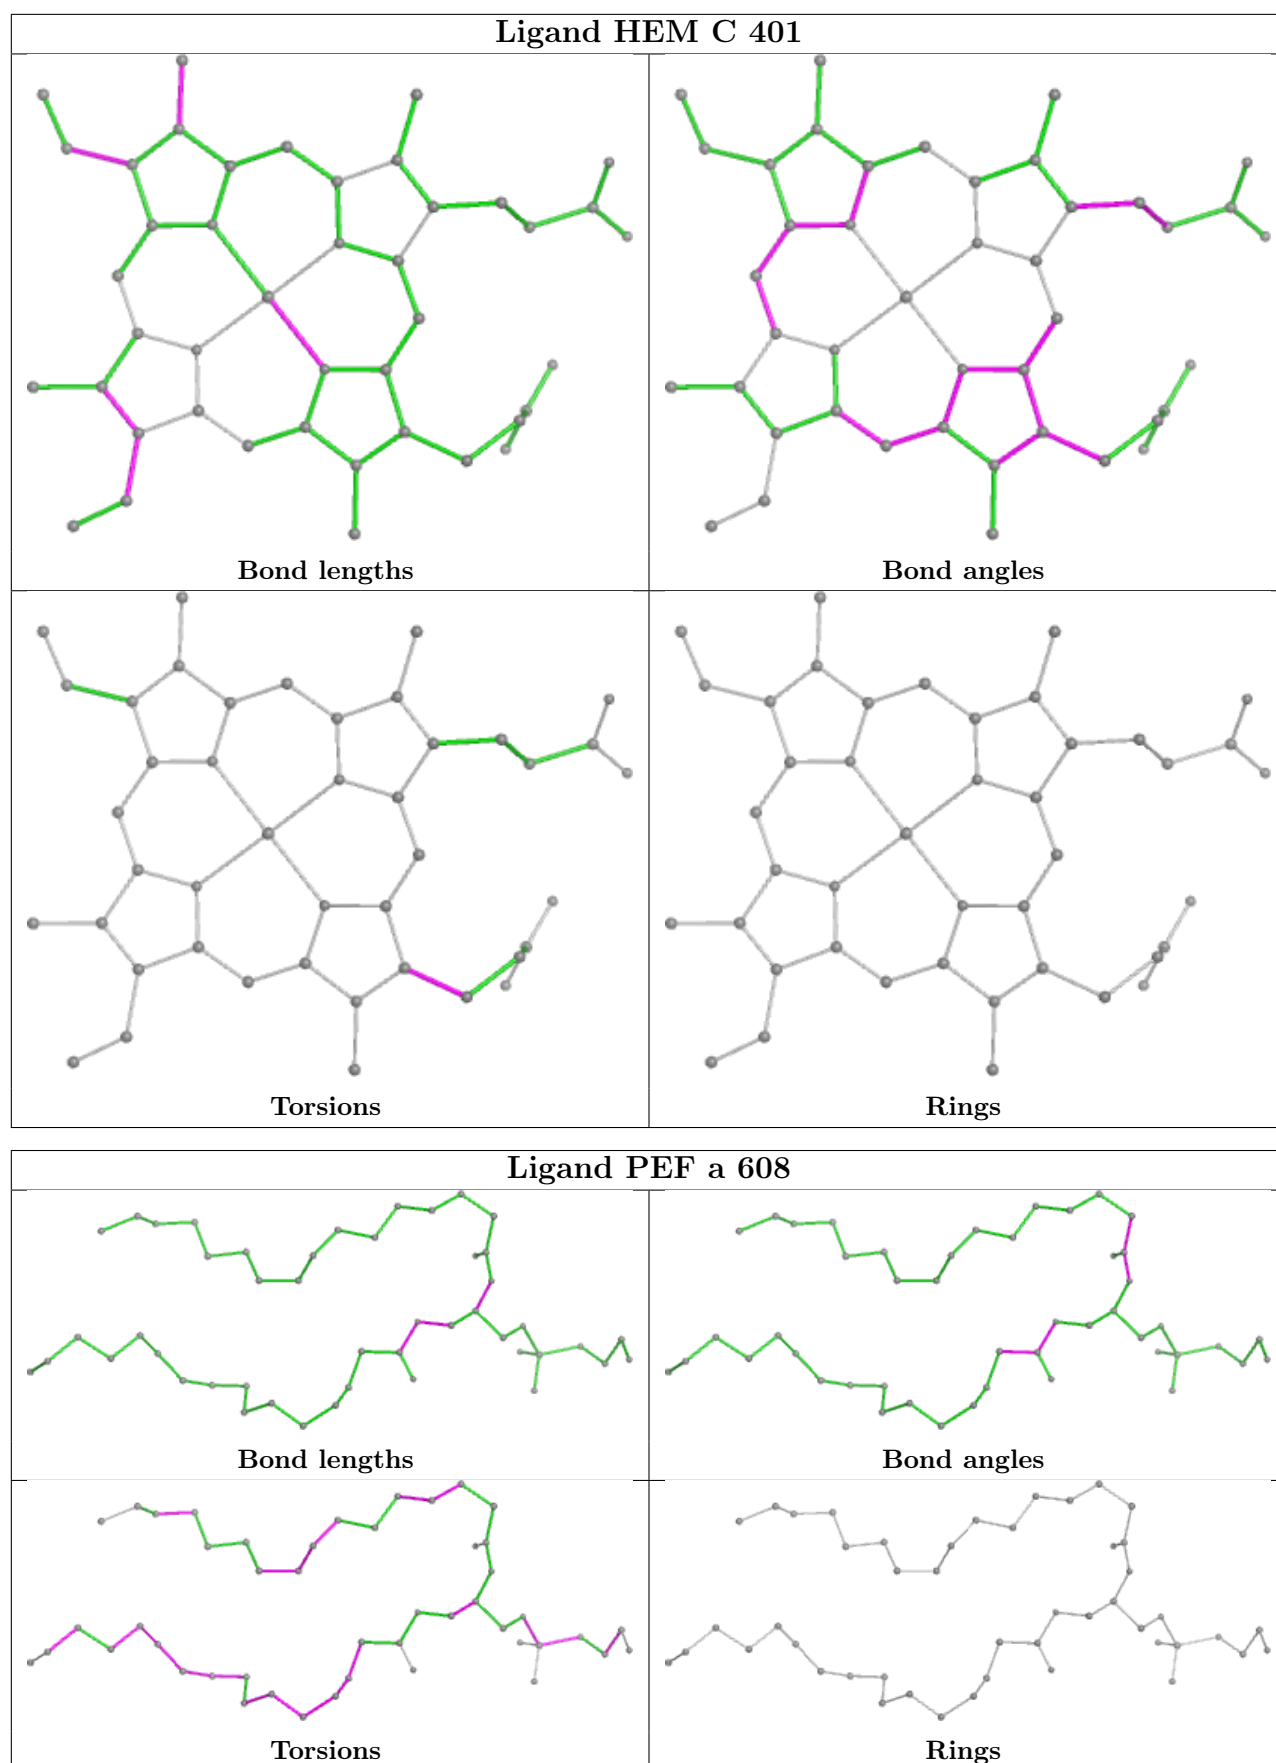 Ligand HEM C 401
Bond lengths
Bond angles
Torsions
Rings
Ligand PEF a 608
Bond lengths
Bond angles
Torsions
Rings